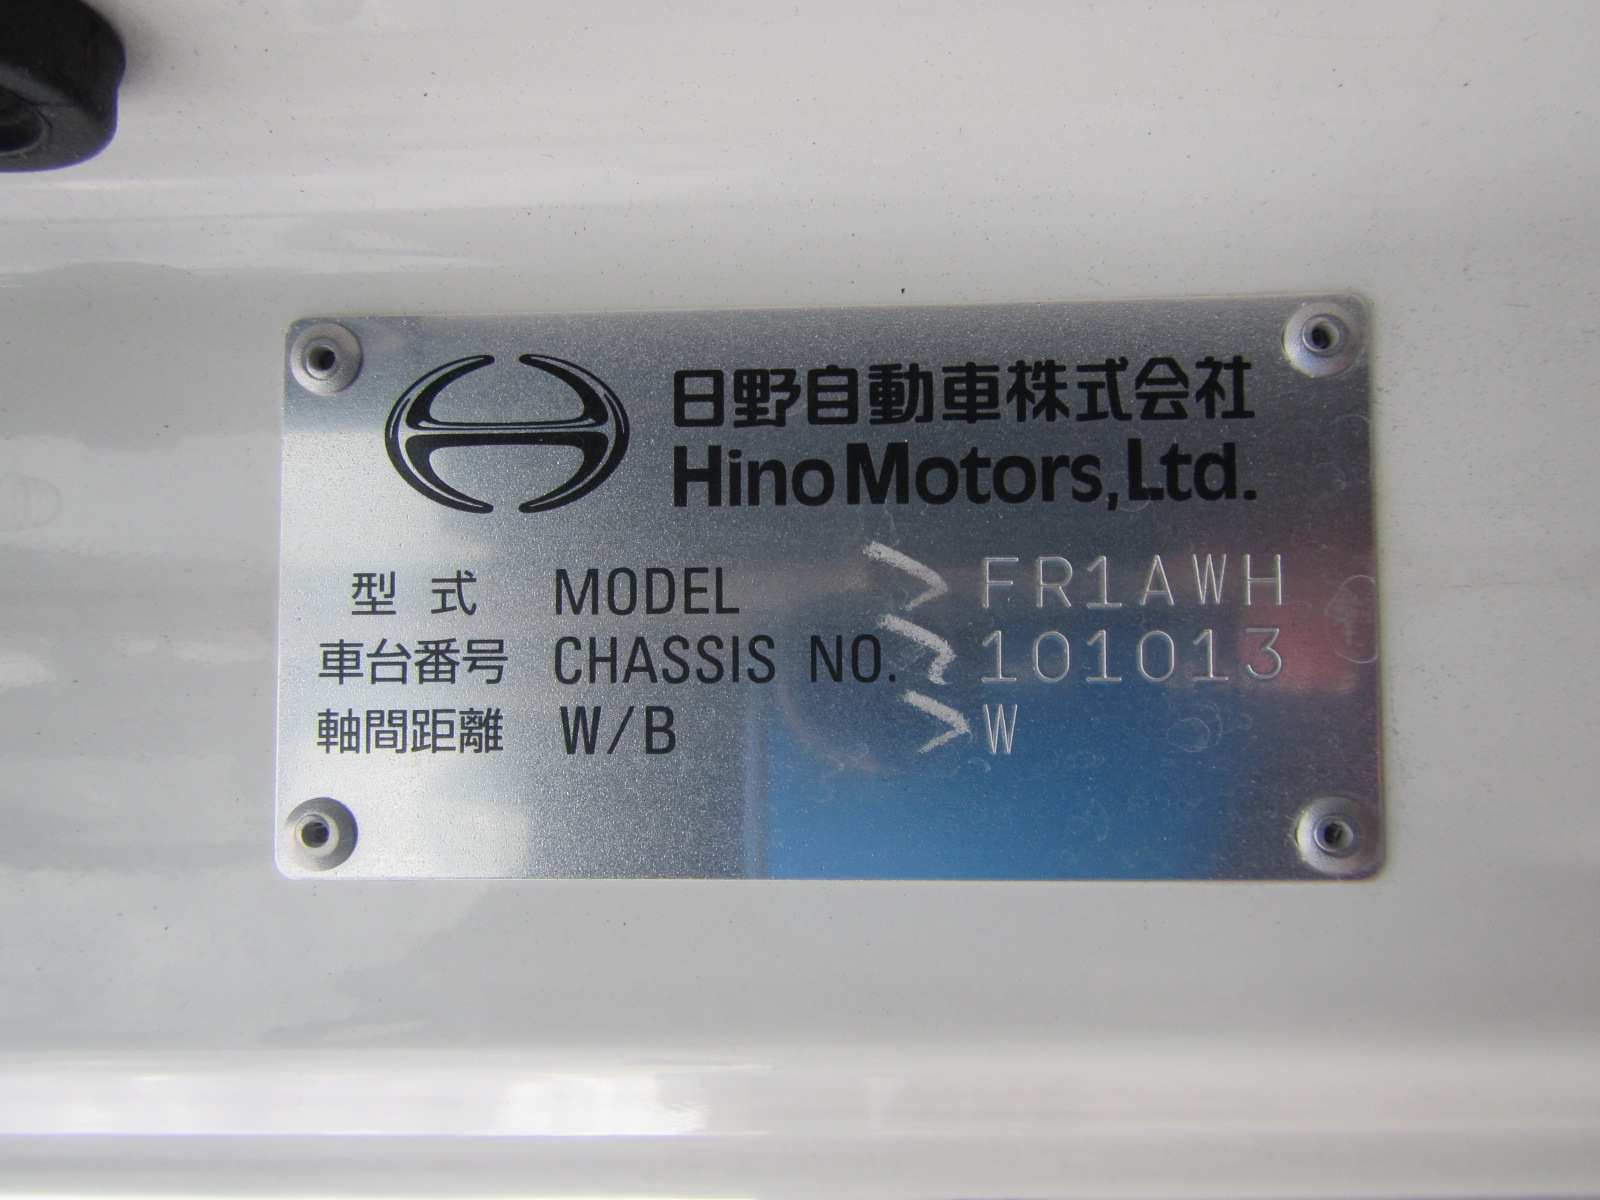 日野自動車株式会社
Hino Motors, Ltd.
型式 MODEL FR1AWH
車台番号 CHASSIS NO. 101013
軸間距離 W/B W